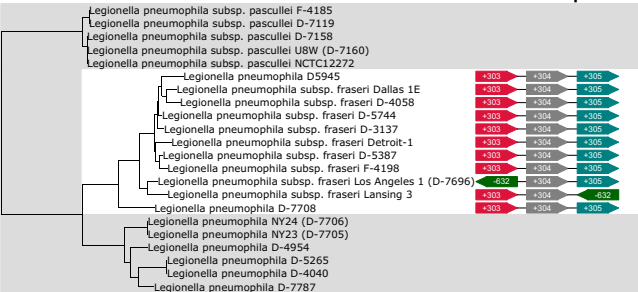 Legionella pneumophila subsp. pascullei F-4185
Legionella pneumophila subsp. pascullei D-7119
Legionella pneumophila subsp. pascullei D-7158
Legionella pneumophila subsp. pascullei U8W (D-7160)
Legionella pneumophila subsp. pascullei NCTC12272
Legionella pneumophila D5945 +303 +304 +305
Legionella pneumophila subsp. fraseri Dallas 1E +303 +304 +305
Legionella pneumophila subsp. fraseri D-4058 +303 +304 +305
Legionella pneumophila subsp. fraseri D-5744 +303 +304 +305
Legionella pneumophila subsp. fraseri D-3137 +303 +304 +305
Legionella pneumophila subsp. fraseri Detroit-1 +303 +304 +305
Legionella pneumophila subsp. fraseri D-5387 +303 +304 +305
Legionella pneumophila subsp. fraseri F-4198 +303 +304 +305
Legionella pneumophila subsp. fraseri Los Angeles 1 (D-7696) -632 +304 +305
Legionella pneumophila subsp. fraseri Lansing 3 +303 +304 -632
Legionella pneumophila D-7708 +303 +304 +305
Legionella pneumophila NY24 (D-7706)
Legionella pneumophila NY23 (D-7705)
Legionella pneumophila D-4954
Legionella pneumophila D-5265
Legionella pneumophila D-4040
Legionella pneumophila D-7787